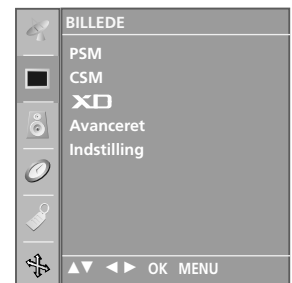 BILLEDE
PSM
CSM
XD
Avanceret
Indstilling
▲▼ ◄► OK MENU